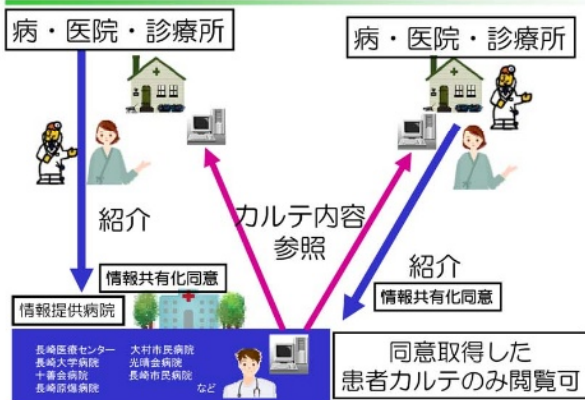 病・医院・診療所
病・医院・診療所
紹介
カルテ内容
参照
紹介
情報共有化同意
情報共有化同意
情報提供病院
長崎医療センター 大村市民病院
長崎大学病院 光晴会病院
十善会病院 長崎市民病院
長崎原爆病院 など
同意取得した
患者カルテのみ閲覧可